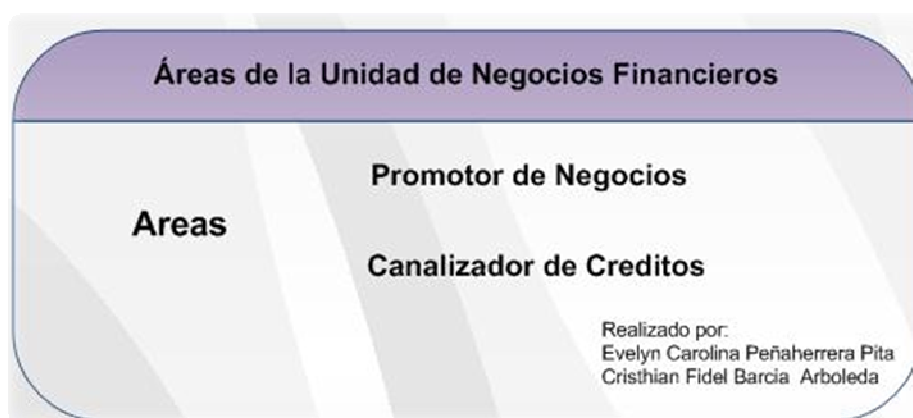 Áreas de la Unidad de Negocios Financieros
Promotor de Negocios
Areas
Canalizador de Creditos
Realizado por:
Evelyn Carolina Peñaherrera Pita
Cristhian Fidel Barcia Arboleda